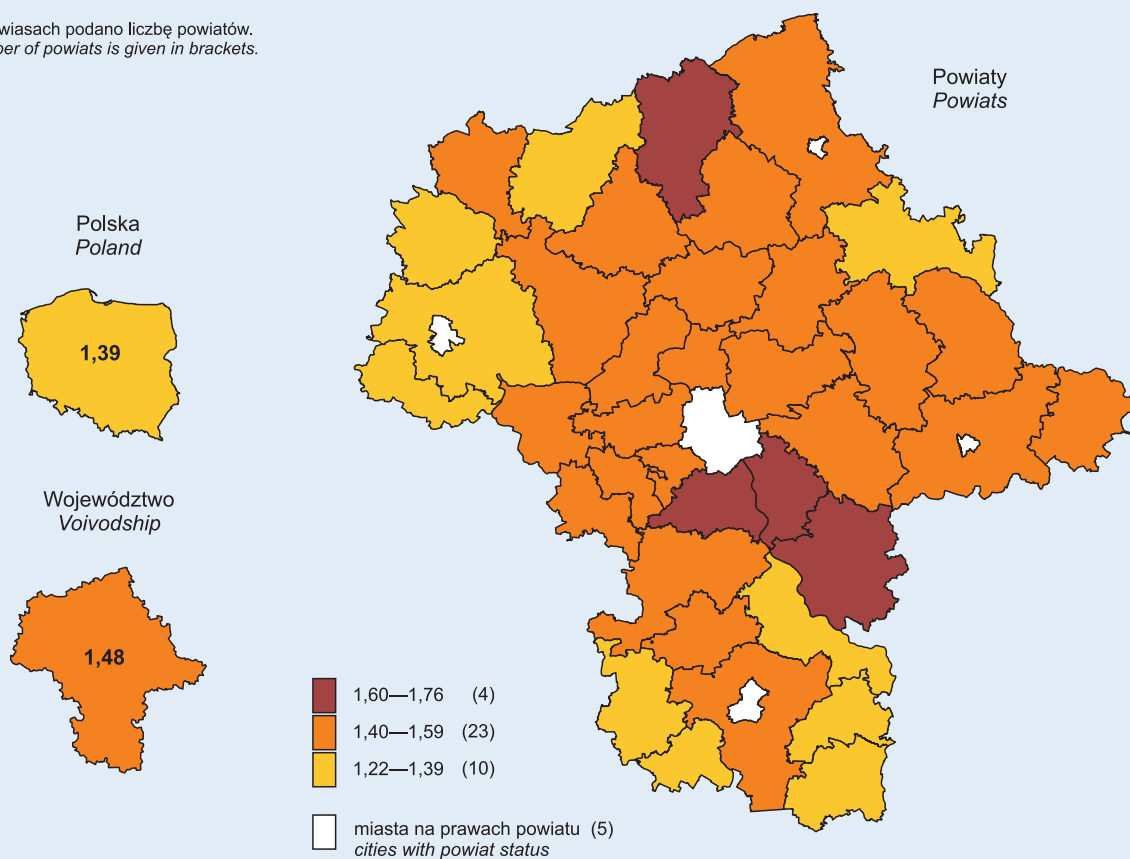 wiasach podano liczbę powiatów.
ber of powiats is given in brackets.
Powiaty
Powiats
Polska
Poland
1,39
Województwo
Voivodship
1,48
1,60—1,76 (4)
1,40—1,59 (23)
1,22—1,39 (10)
miasta na prawach powiatu (5)
cities with powiat status